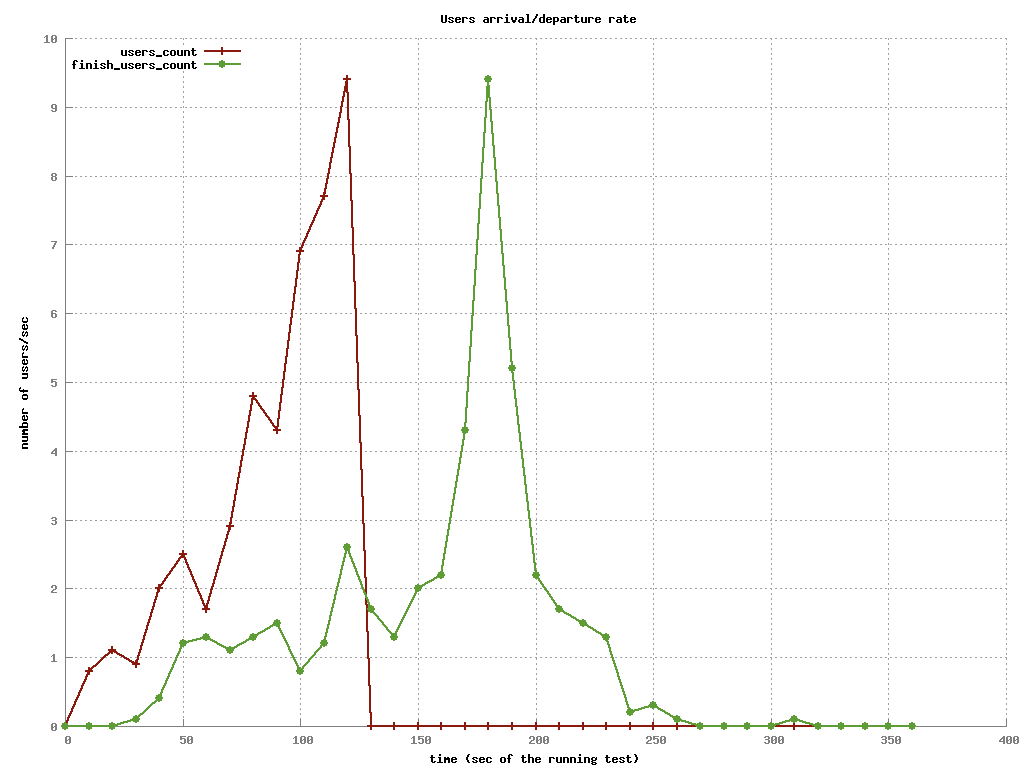 Users arrival/departure rate
users_count
finish_users_count
10
9
8
7
6
5
4
3
2
1
0
number of users/sec
0 50 100 150 200 250 300 350 400
time (sec of the running test)